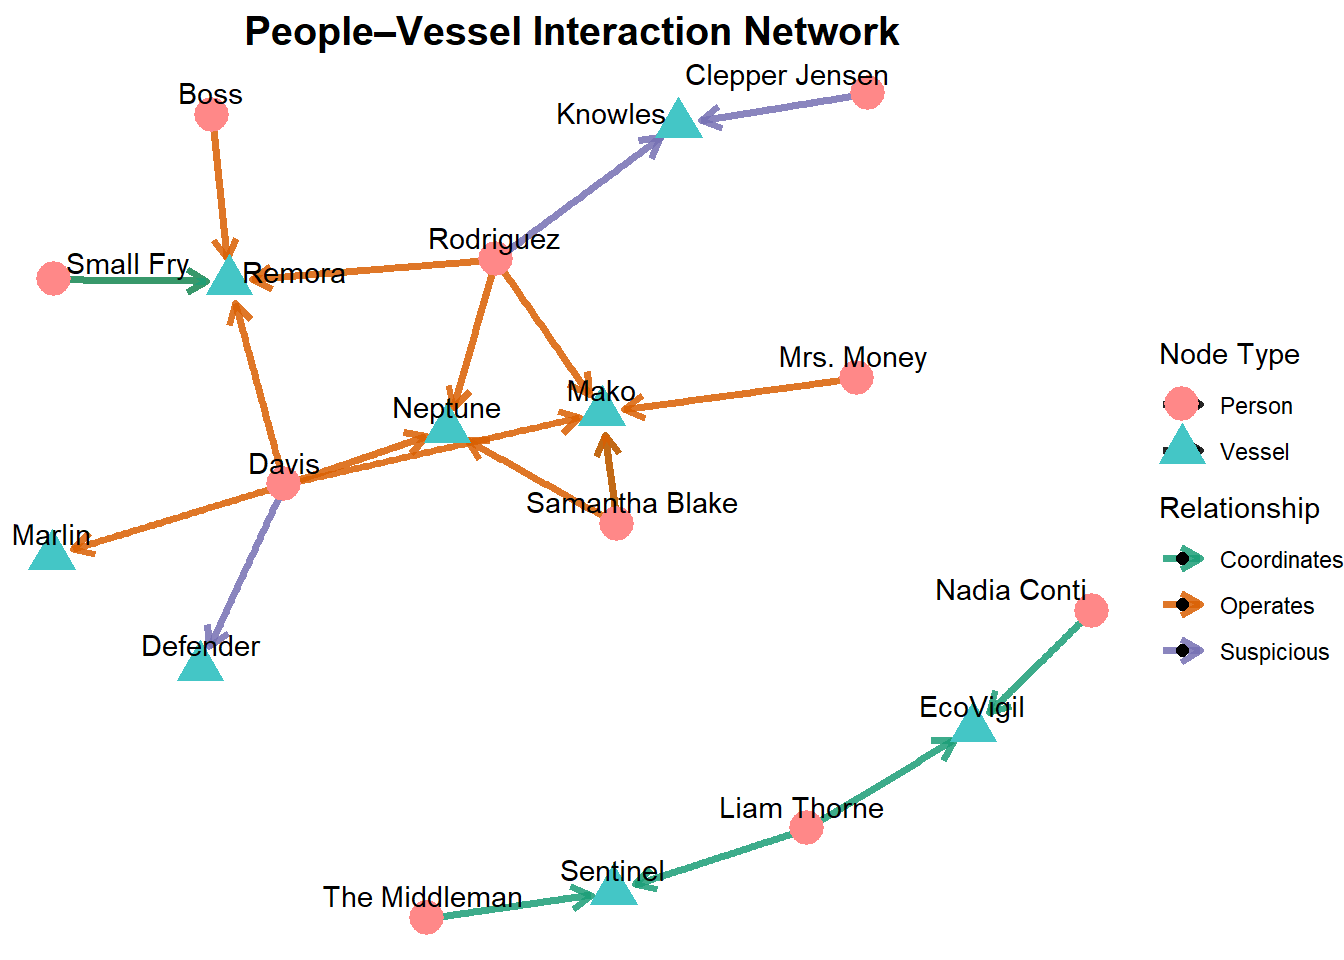 People–Vessel Interaction Network
Clepper Jensen
Boss
Knowles
Rodriguez
Small Fry
Remora
Mrs. Money
Mako
Neptune
Davis
Samantha Blake
Marlin
Defender
Nadia Conti
EcoVigil
Liam Thorne
Sentinel
The Middleman
Node Type
Person
Vessel
Relationship
Coordinates
Operates
Suspicious